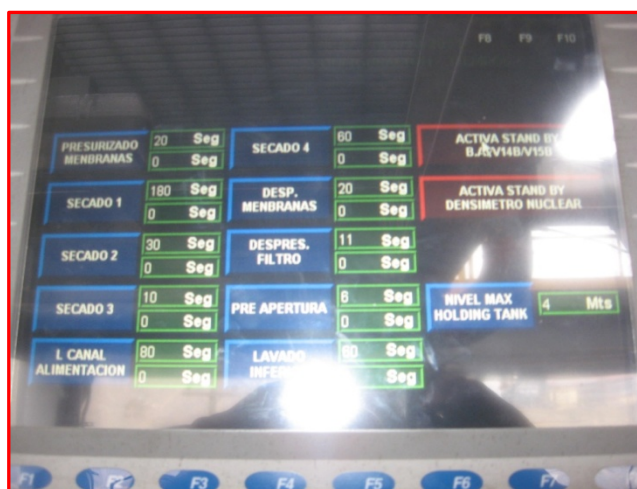 F8 F9 F10
PRESURIZADO
MENBRANAS
20 Seg
0 Seg
SECADO 4
60 Seg
0 Seg
ACTIVA STAND BY
SECADO 1
180 Seg
0 Seg
DESP.
MENBRANAS
20 Seg
0 Seg
ACTIVA STAND BY
DENSIMETRO NUCLEAR
SECADO 2
30 Seg
0 Seg
DESPRES.
FILTRO
11 Seg
0 Seg
SECADO 3
10 Seg
0 Seg
PRE APERTURA
6 Seg
0 Seg
NIVEL MAX
HOLDING TANK
4 Mts
L CANAL
ALIMENTACION
80 Seg
0 Seg
LAVADO
60 Seg
Seg
F1 F2 F3 F4 F5 F6 F7